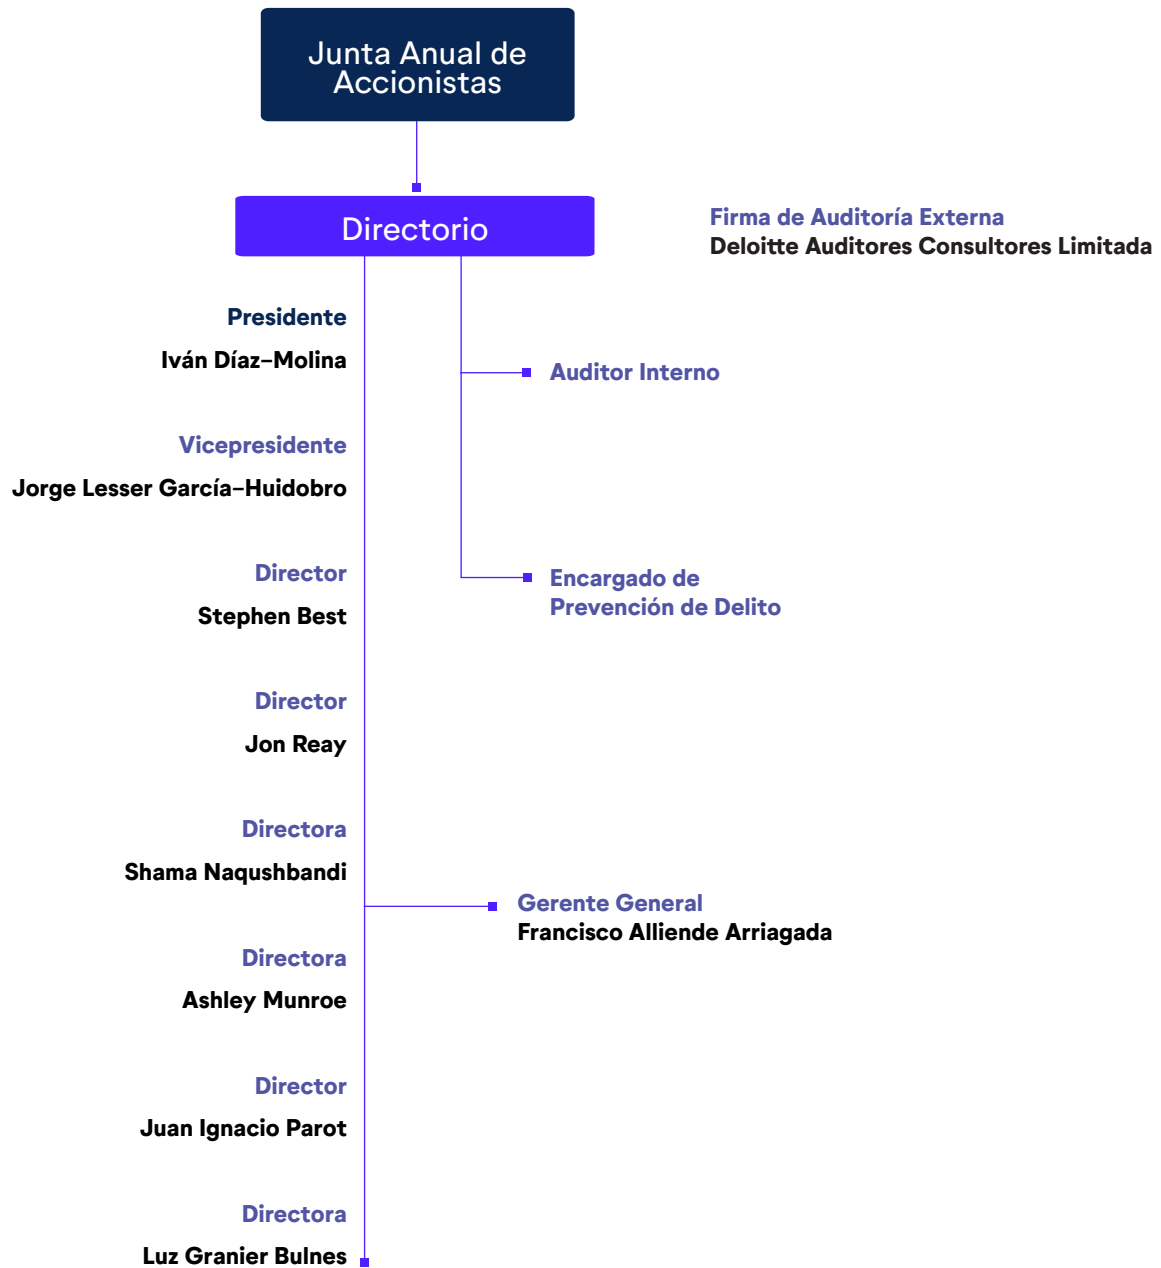 Junta Anual de
Accionistas
Directorio
Firma de Auditoría Externa
Deloitte Auditores Consultores Limitada
Presidente
Iván Díaz–Molina
Auditor Interno
Vicepresidente
Jorge Lesser García–Huidobro
Director
Stephen Best
Encargado de
Prevención de Delito
Director
Jon Reay
Directora
Shama Naqushbandi
Gerente General
Francisco Alliende Arriagada
Directora
Ashley Munroe
Director
Juan Ignacio Parot
Directora
Luz Granier Bulnes